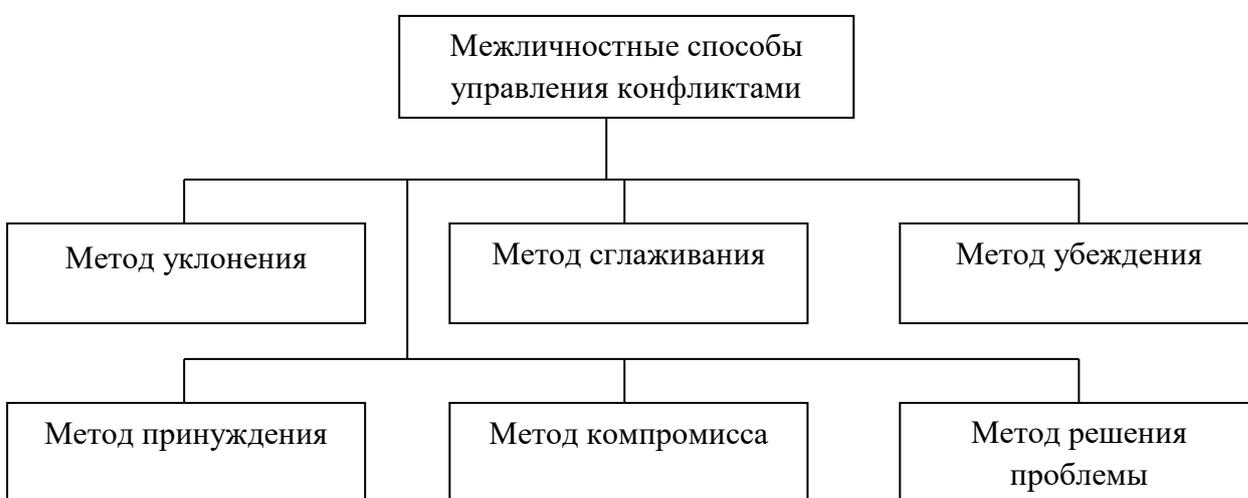 Межличностные способы
управления конфликтами
Метод уклонения
Метод сглаживания
Метод убеждения
Метод принуждения
Метод компромисса
Метод решения
проблемы